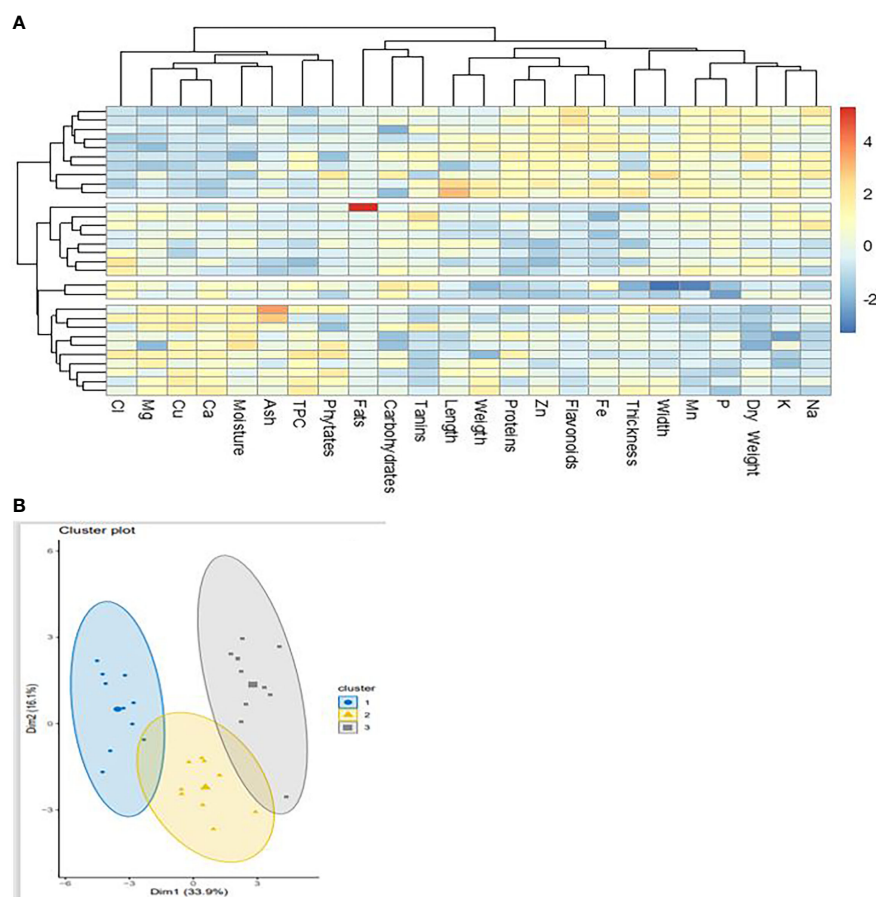 A
4
2
0
-2
Cl
Mg
Cu
Ca
Moisture
Ash
TPC
Phytates
Fats
Carbohydrates
Tanins
Length
Weigth
Proteins
Zn
Flavonoids
Fe
Thickness
Width
Mn
P
Dry Weight
K
Na
B
Cluster plot
6
3
0
-3
Dim2 (16.1%)
cluster
1
2
3
-6 -3 0 3
Dim1 (33.9%)